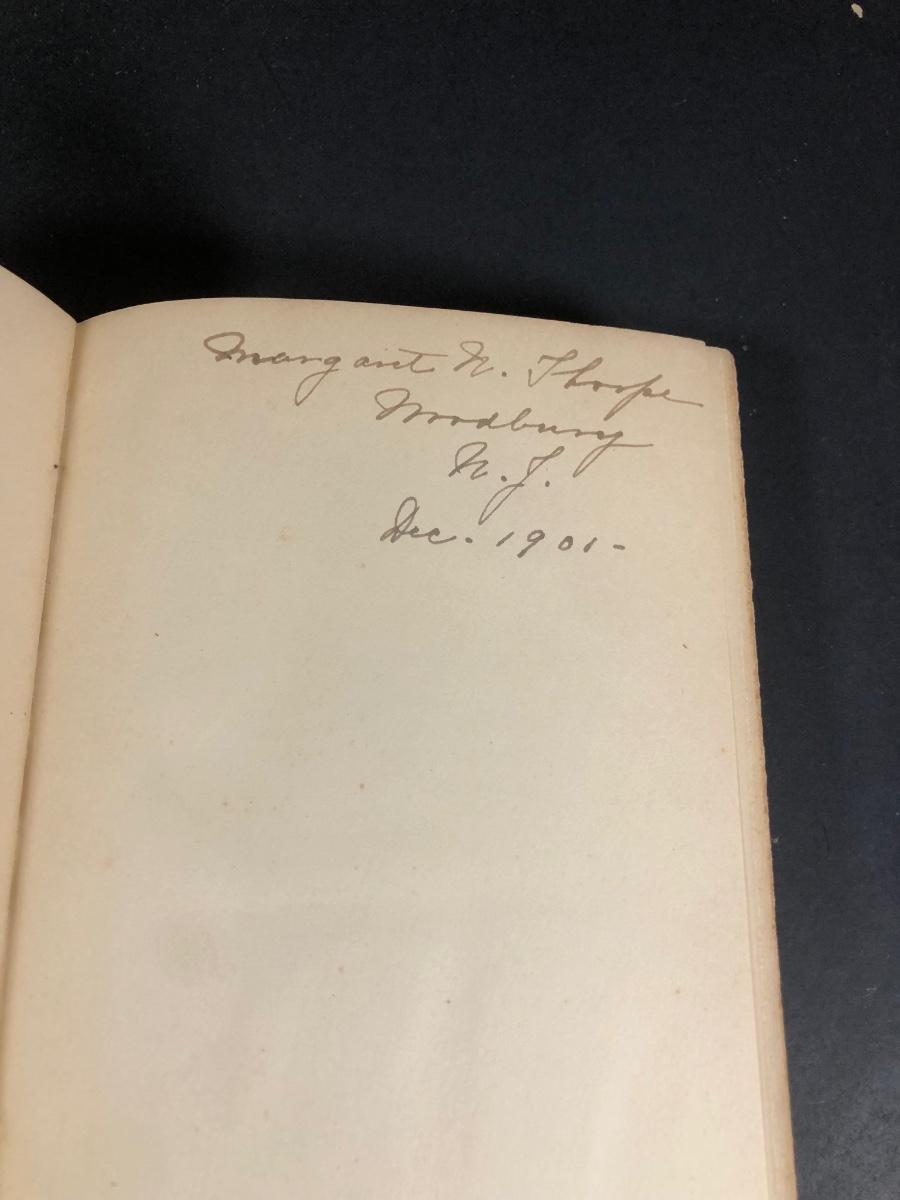 Margaret N. Thorpe
Woodbury
N. J.
Dec. 1901-